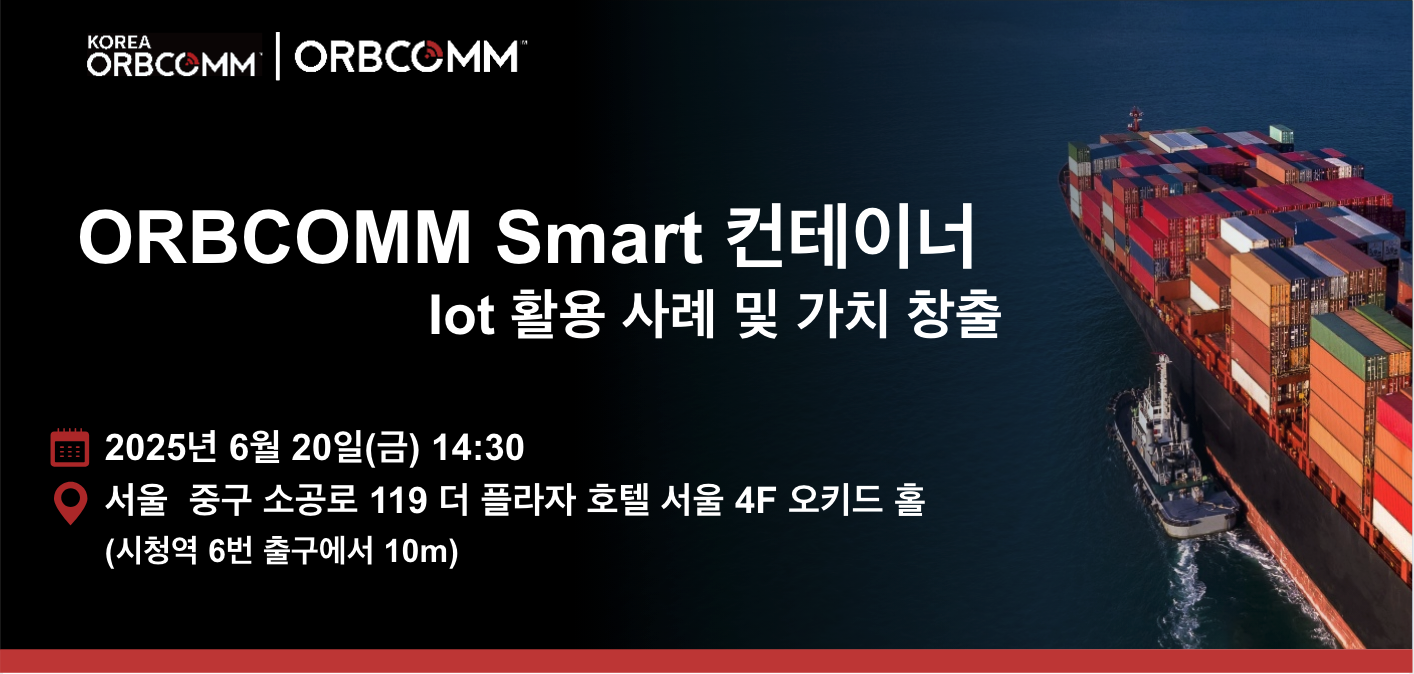 KOREA
ORBCOMM | ORBCOMM™
ORBCOMM Smart 컨테이너
Iot 활용 사례 및 가치 창출
2025년 6월 20일(금) 14:30
서울 중구 소공로 119 더 플라자 호텔 서울 4F 오키드 홀
(시청역 6번 출구에서 10m)